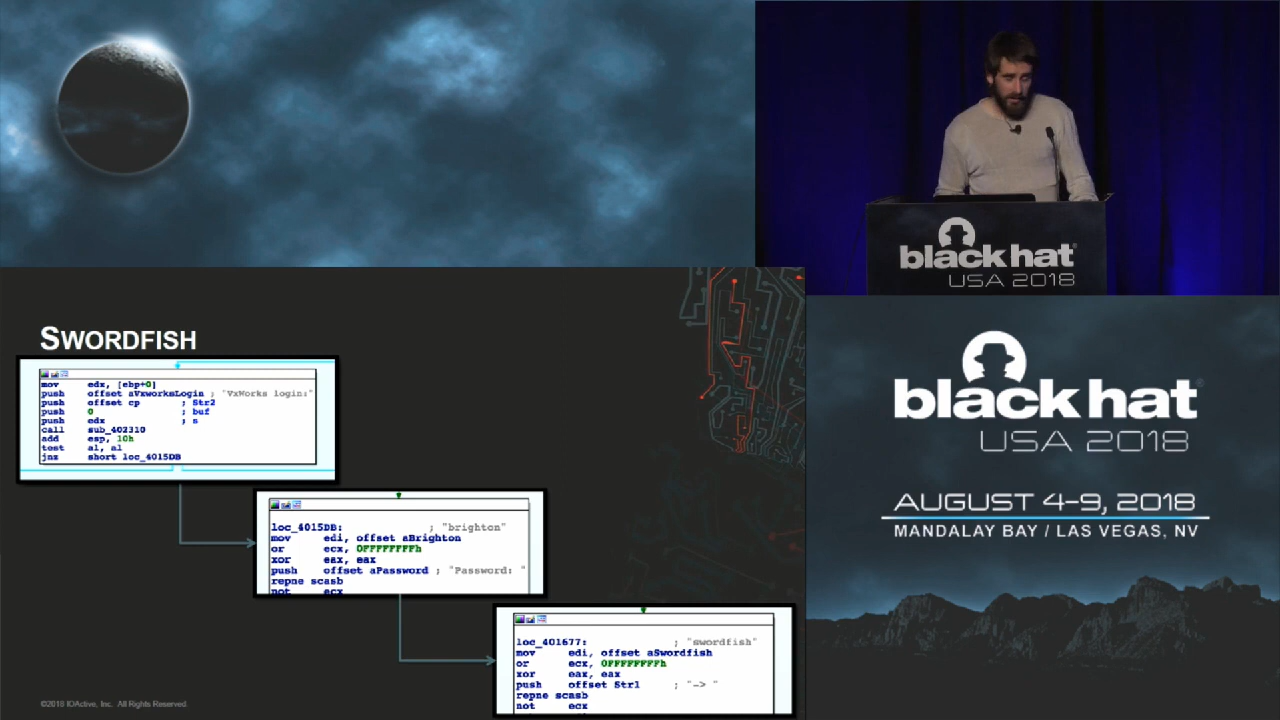 black hat
USA 2018
SWORDFISH
mov edx, [ebp+0]
push offset aVxworksLogin ; "VxWorks login:"
push offset cp ; Str2
push 0 ; buf
push edx ; s
call sub_402310
add esp, 10h
test al, al
jnz short loc_4015DB
loc_4015DB: ; "brighton"
mov edi, offset aBrighton
or ecx, 0FFFFFFFFh
xor eax, eax
push offset aPassword ; "Password: "
repne scasb
not ecx
loc_401677: ; "swordfish"
mov edi, offset aSwordfish
or ecx, 0FFFFFFFFh
xor eax, eax
push offset Str1 ; "-> "
repne scasb
not ecx
©2018 IOActive, Inc. All Rights Reserved.
black hat
USA 2018
AUGUST 4-9, 2018
MANDALAY BAY / LAS VEGAS, NV